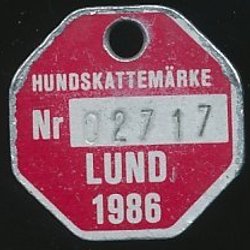 HUNDSKATTEMÄRKE
Nr 02717
LUND
1986